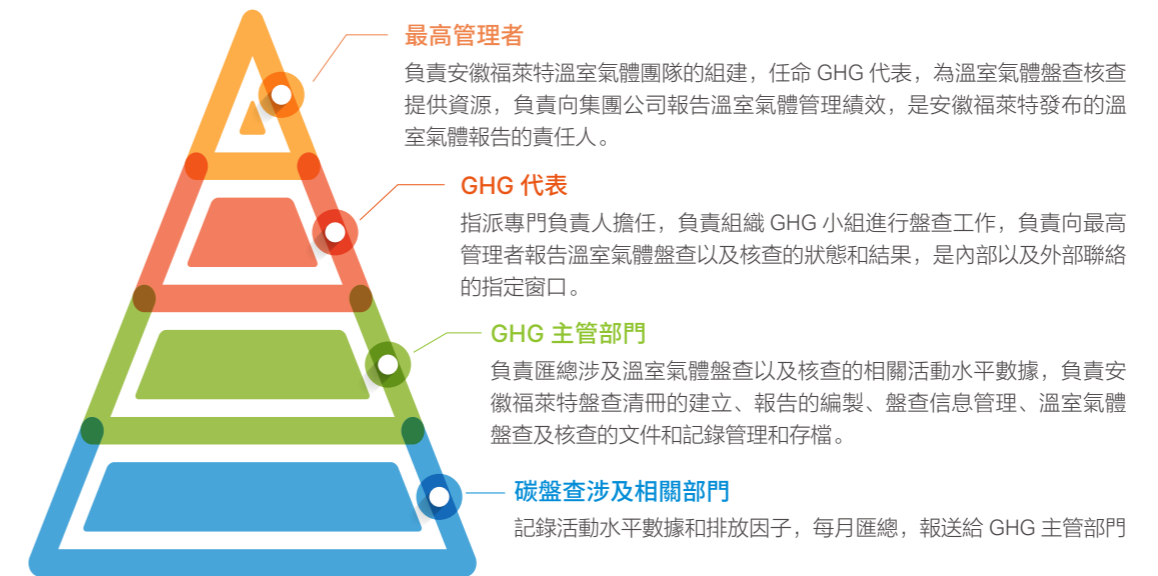 最高管理者
負責安徽福萊特溫室氣體團隊的組建，任命 GHG 代表，為溫室氣體盤查核查
提供資源，負責向集團公司報告溫室氣體管理績效，是安徽福萊特發布的溫
室氣體報告的責任人。
GHG 代表
指派專門負責人擔任，負責組織 GHG 小組進行盤查工作，負責向最高
管理者報告溫室氣體盤查以及核查的狀態和結果，是內部以及外部聯絡
的指定窗口。
GHG 主管部門
負責匯總涉及溫室氣體盤查以及核查的相關活動水平數據，負責安
徽福萊特盤查清冊的建立、報告的編製、盤查信息管理、溫室氣體
盤查及核查的文件和記錄管理和存檔。
碳盤查涉及相關部門
記錄活動水平數據和排放因子，每月匯總，報送給 GHG 主管部門